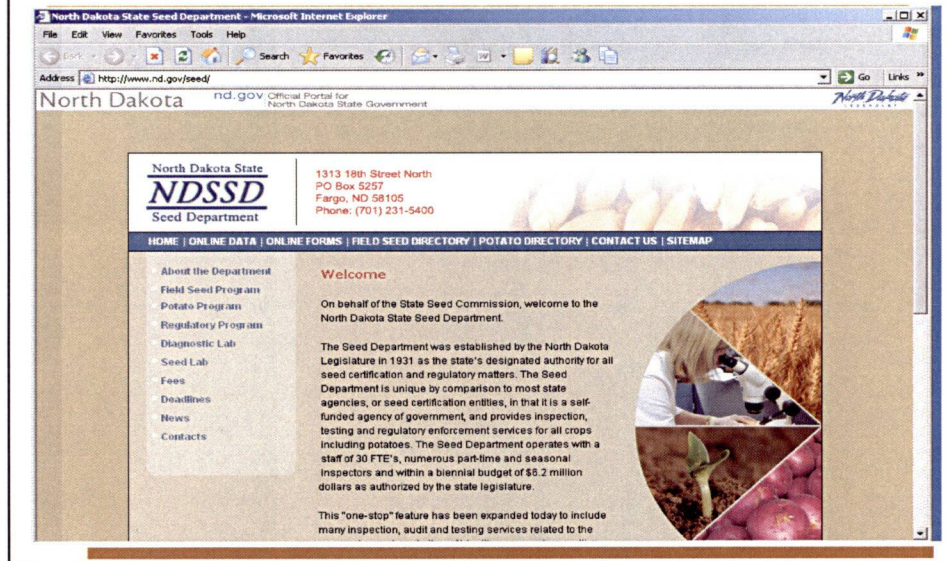 North Dakota State Seed Department - Microsoft Internet Explorer
File Edit View Favorites Tools Help
Back Search Favorites
Address http://www.nd.gov/seed/ Go Links »
North Dakota nd.gov Official Portal for
North Dakota State Government
North Dakota
North Dakota State
NDSSD
Seed Department
1313 18th Street North
PO Box 5257
Fargo, ND 58105
Phone: (701) 231-5400
HOME | ONLINE DATA | ONLINE FORMS | FIELD SEED DIRECTORY | POTATO DIRECTORY | CONTACT US | SITEMAP
About the Department
Field Seed Program
Potato Program
Regulatory Program
Diagnostic Lab
Seed Lab
Fees
Deadlines
News
Contacts
Welcome
On behalf of the State Seed Commission, welcome to the
North Dakota State Seed Department.
The Seed Department was established by the North Dakota
Legislature in 1931 as the state's designated authority for all
seed certification and regulatory matters. The Seed
Department is unique by comparison to most state
agencies, or seed certification entities, in that it is a self-
funded agency of government, and provides inspection,
testing and regulatory enforcement services for all crops
including potatoes. The Seed Department operates with a
staff of 30 FTE's, numerous part-time and seasonal
inspectors and within a biennial budget of $6.2 million
dollars as authorized by the state legislature.
This "one-stop" feature has been expanded today to include
many inspection, audit and testing services related to the